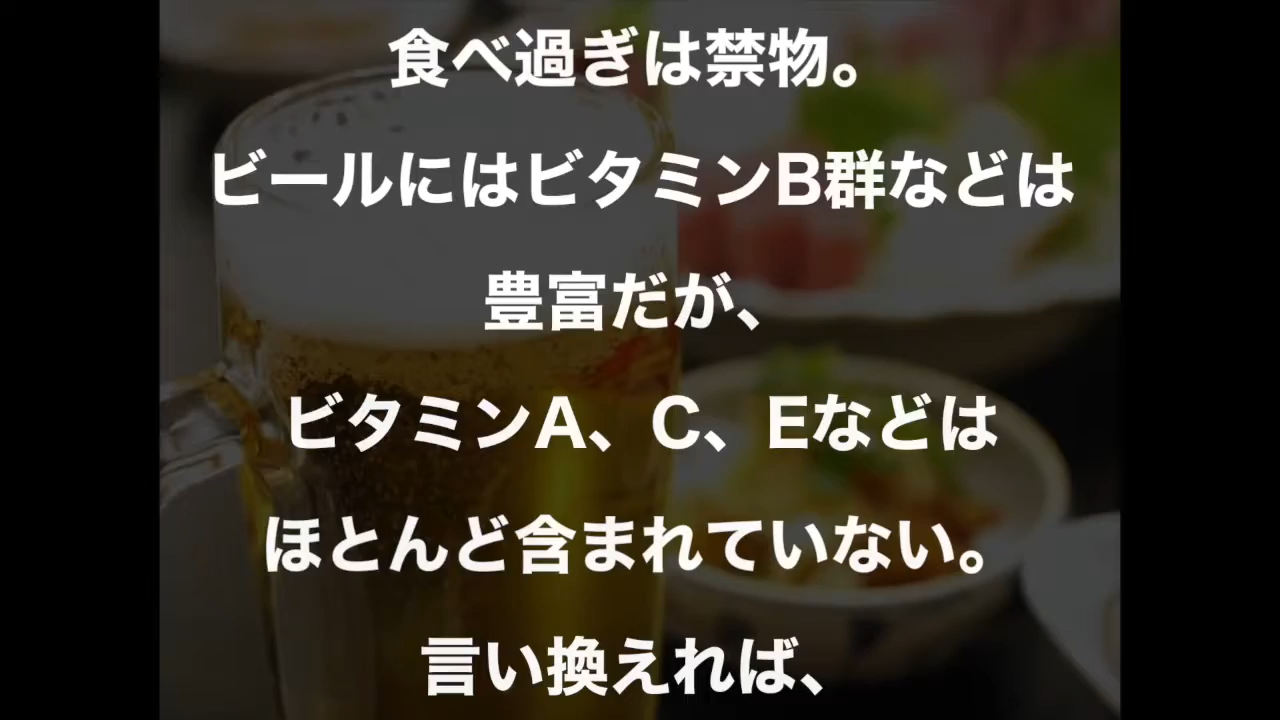 食べ過ぎは禁物。
ビールにはビタミンB群などは
豊富だが、
ビタミンA、C、Eなどは
ほとんど含まれていない。
言い換えれば、